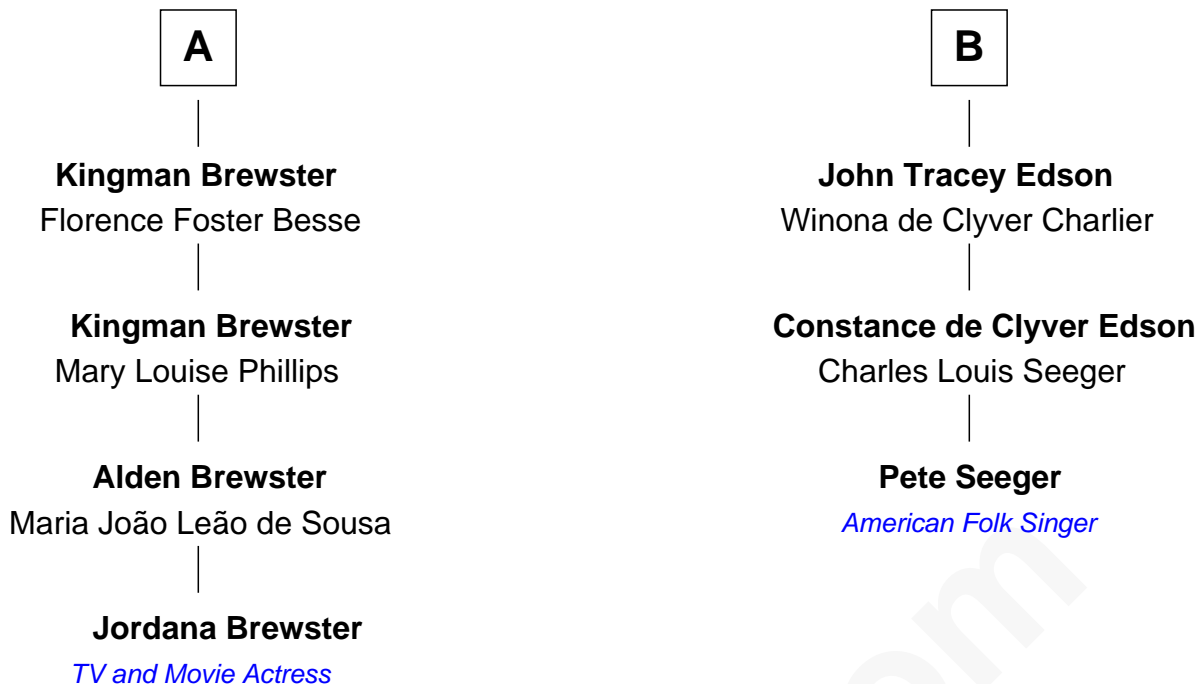 A
Kingman Brewster
Florence Foster Besse
Kingman Brewster
Mary Louise Phillips
Alden Brewster
Maria João Leão de Sousa
Jordana Brewster
TV and Movie Actress
B
John Tracey Edson
Winona de Clyver Charlier
Constance de Clyver Edson
Charles Louis Seeger
Pete Seeger
American Folk Singer
om